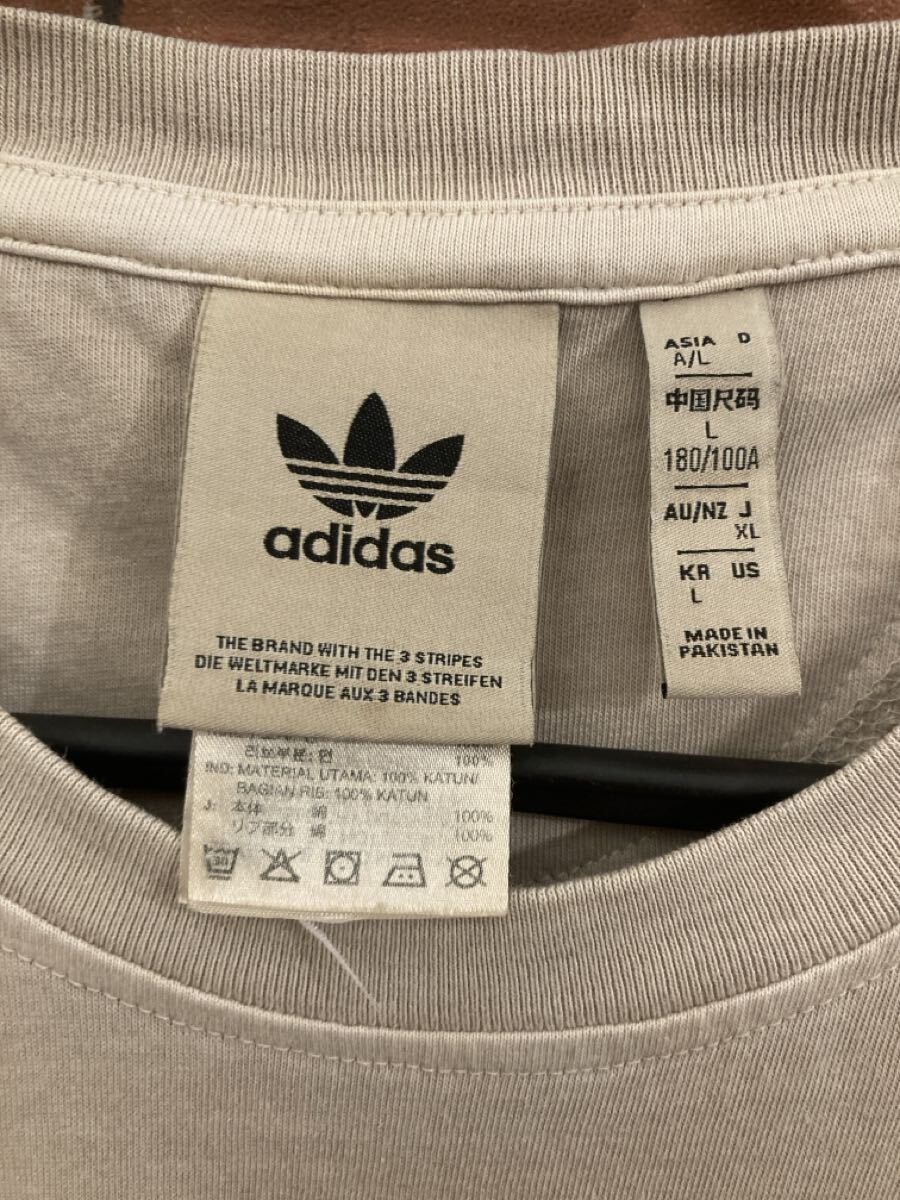 adidas
THE BRAND WITH THE 3 STRIPES
DIE WELTMARKE MIT DEN 3 STREIFEN
LA MARQUE AUX 3 BANDES
100%
IND: MATERIAL UTAMA: 100% KATUN/
BAGIAN RIB: 100% KATUN
J: 本体 綿 100%
リブ部分 綿 100%
30
ASIA D
A/L
中国尺码
L
180/100A
AU/NZ J
XL
KR US
L
MADE IN
PAKISTAN